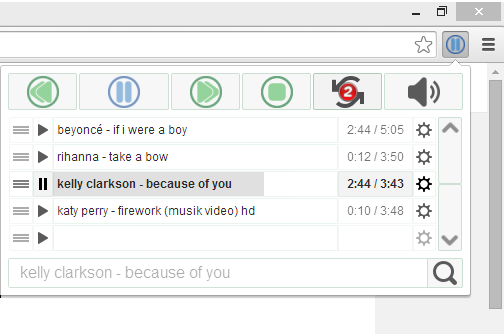 2
beyoncé - if i were a boy 2:44 / 5:05
rihanna - take a bow 0:12 / 3:50
kelly clarkson - because of you 2:44 / 3:43
katy perry - firework (musik video) hd 0:10 / 3:48
kelly clarkson - because of you